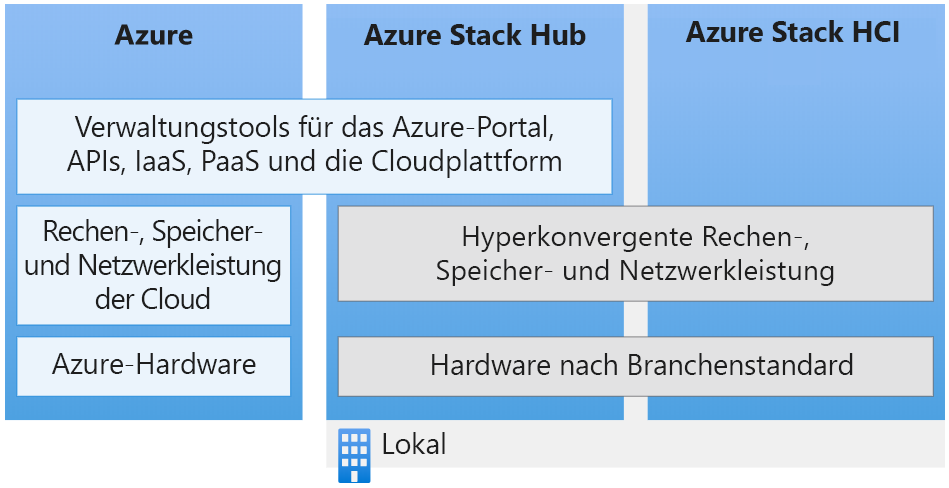 Azure
Azure Stack Hub
Azure Stack HCI
Verwaltungstools für das Azure-Portal,
APIs, IaaS, PaaS und die Cloudplattform
Rechen-, Speicher-
und Netzwerkleistung
der Cloud
Hyperkonvergente Rechen-,
Speicher- und Netzwerkleistung
Azure-Hardware
Hardware nach Branchenstandard
Lokal